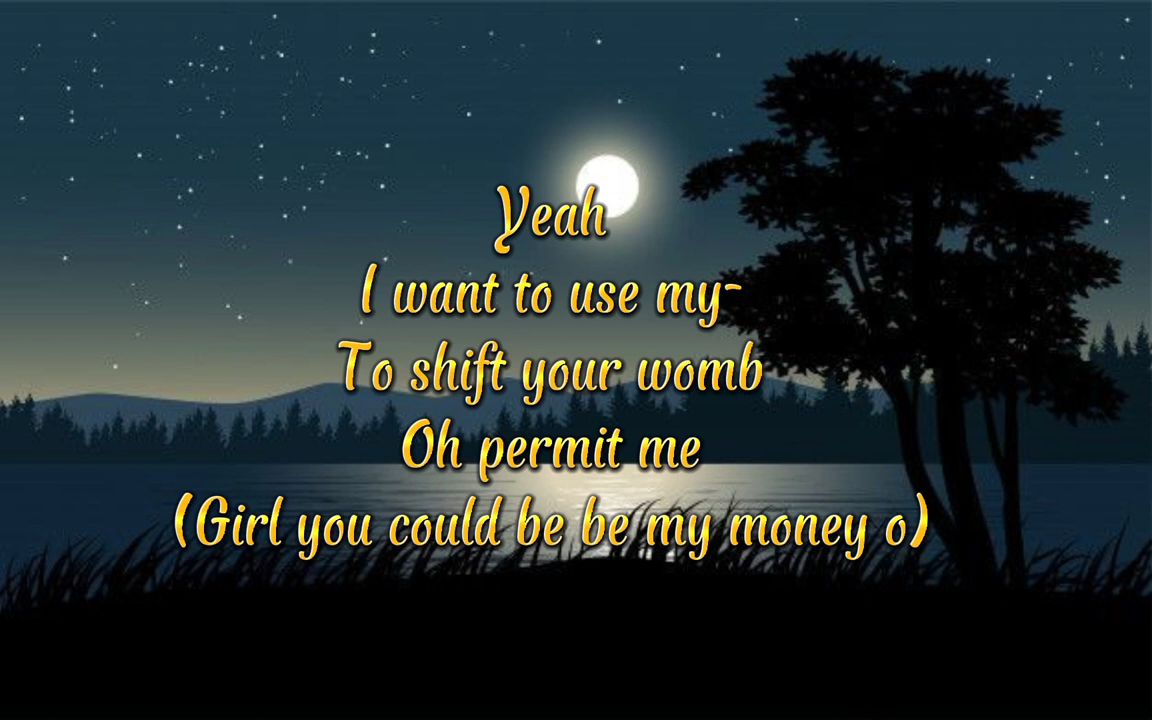 Yeah
I want to use my-
To shift your womb
Oh permit me
(Girl you could be be my money o)